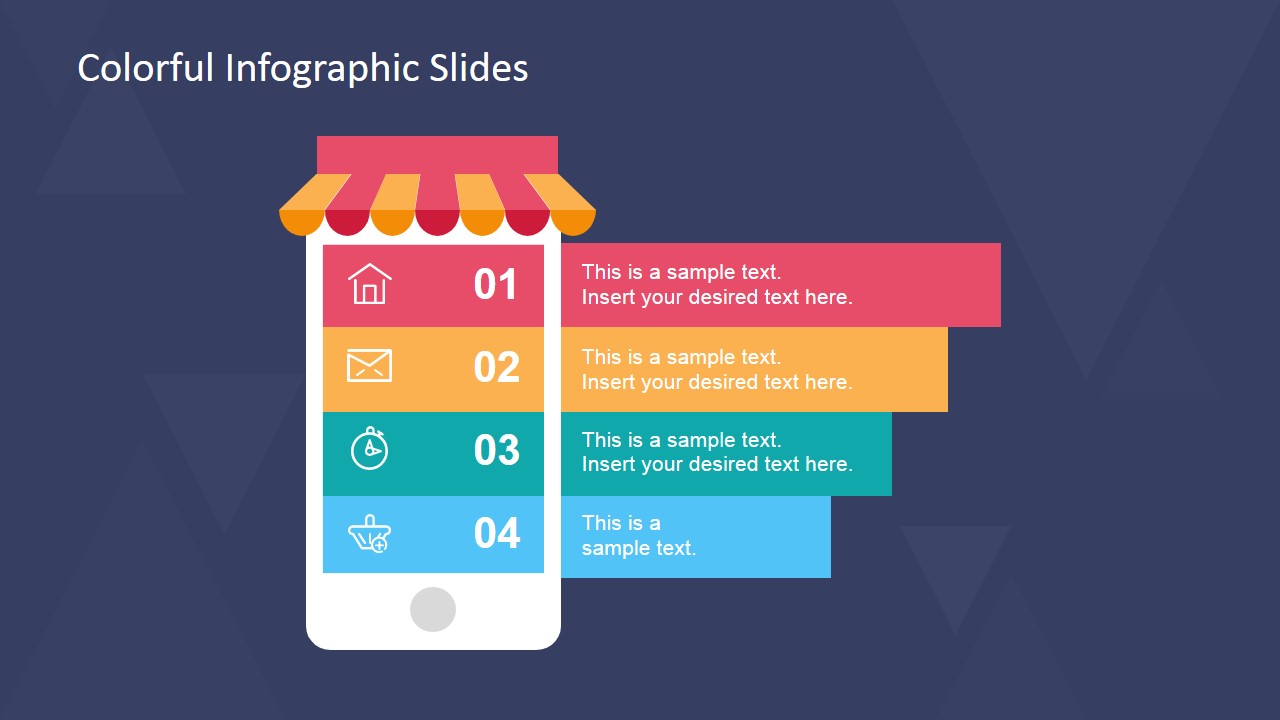 Colorful Infographic Slides
01
This is a sample text.
Insert your desired text here.
02
This is a sample text.
Insert your desired text here.
03
This is a sample text.
Insert your desired text here.
04
This is a
sample text.